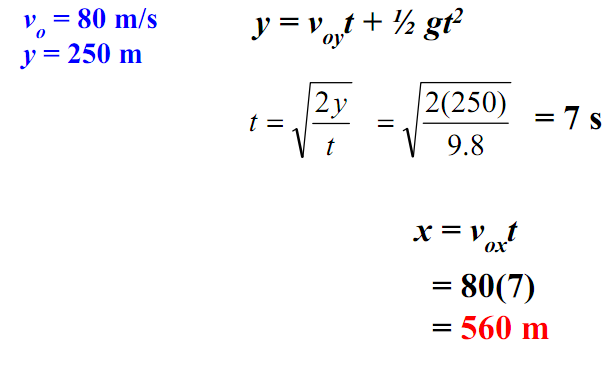 vₒ = 80 m/s
y = 250 m
y = vₒyt + ½ gt²
t = √(2y/t) = √(2(250)/9.8) = 7 s
x = vₒₓt
= 80(7)
= 560 m